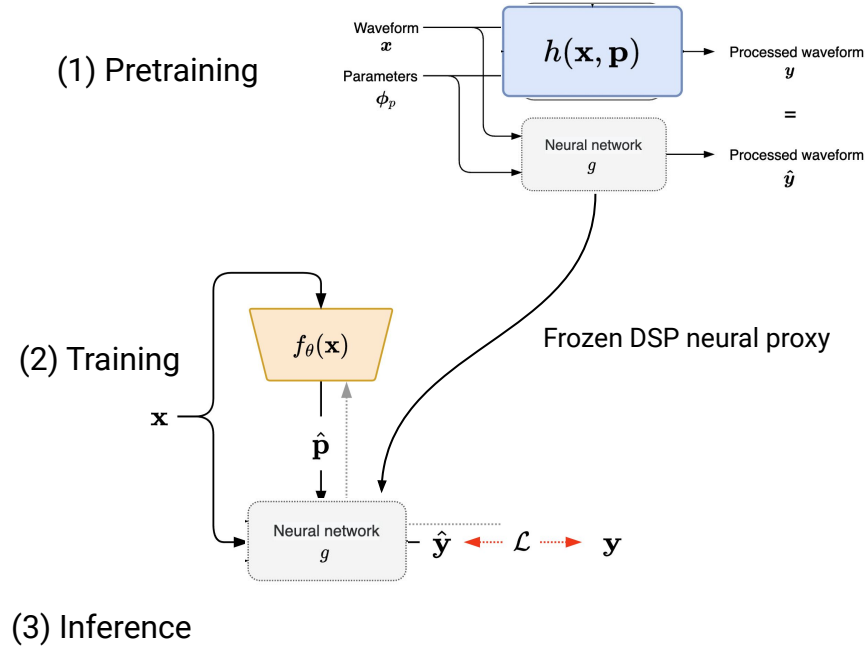 (1) Pretraining
Waveform
x
Parameters
ϕₚ
h(x, p)
Processed waveform
y
=
Neural network
g
Processed waveform
ŷ
(2) Training
x
f_θ(x)
Frozen DSP neural proxy
p̂
Neural network
g
ŷ
ℒ
y
(3) Inference